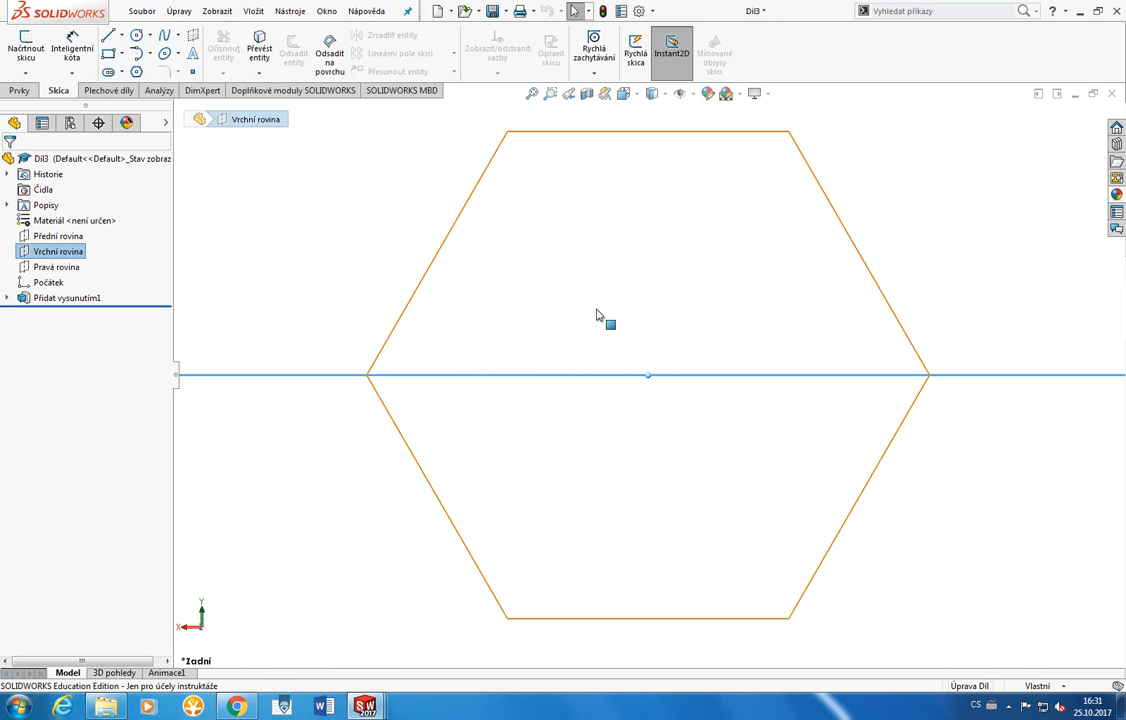 SOLIDWORKS Soubor Úpravy Zobrazit Vložit Nástroje Okno Nápověda Díl3 * Vyhledat příkazy
Načrtnout skicu
Inteligentní kóta
Oříznout entity
Převést entity
Odsadit entity
Odsadit na povrchu
Zrcadlit entity
Lineární pole skici
Přesunout entity
Zobrazit/odstranit vazby
Opravit skicu
Rychlá zachytávání
Rychlá skica
Instant2D
Stínované obrysy skici
Prvky Skica Plechové díly Analýzy DimXpert Doplňkové moduly SOLIDWORKS SOLIDWORKS MBD
Vrchní rovina
Díl3 (Default<<Default>_Stav zobraz
Historie
Čidla
Popisy
Materiál <není určen>
Přední rovina
Vrchní rovina
Pravá rovina
Počátek
Přidat vysunutím1
Y
X
*Zadní
Model 3D pohledy Animace1
SOLIDWORKS Education Edition - Jen pro účely instruktáže Úprava Díl Vlastní
CS 16:31
25.10.2017